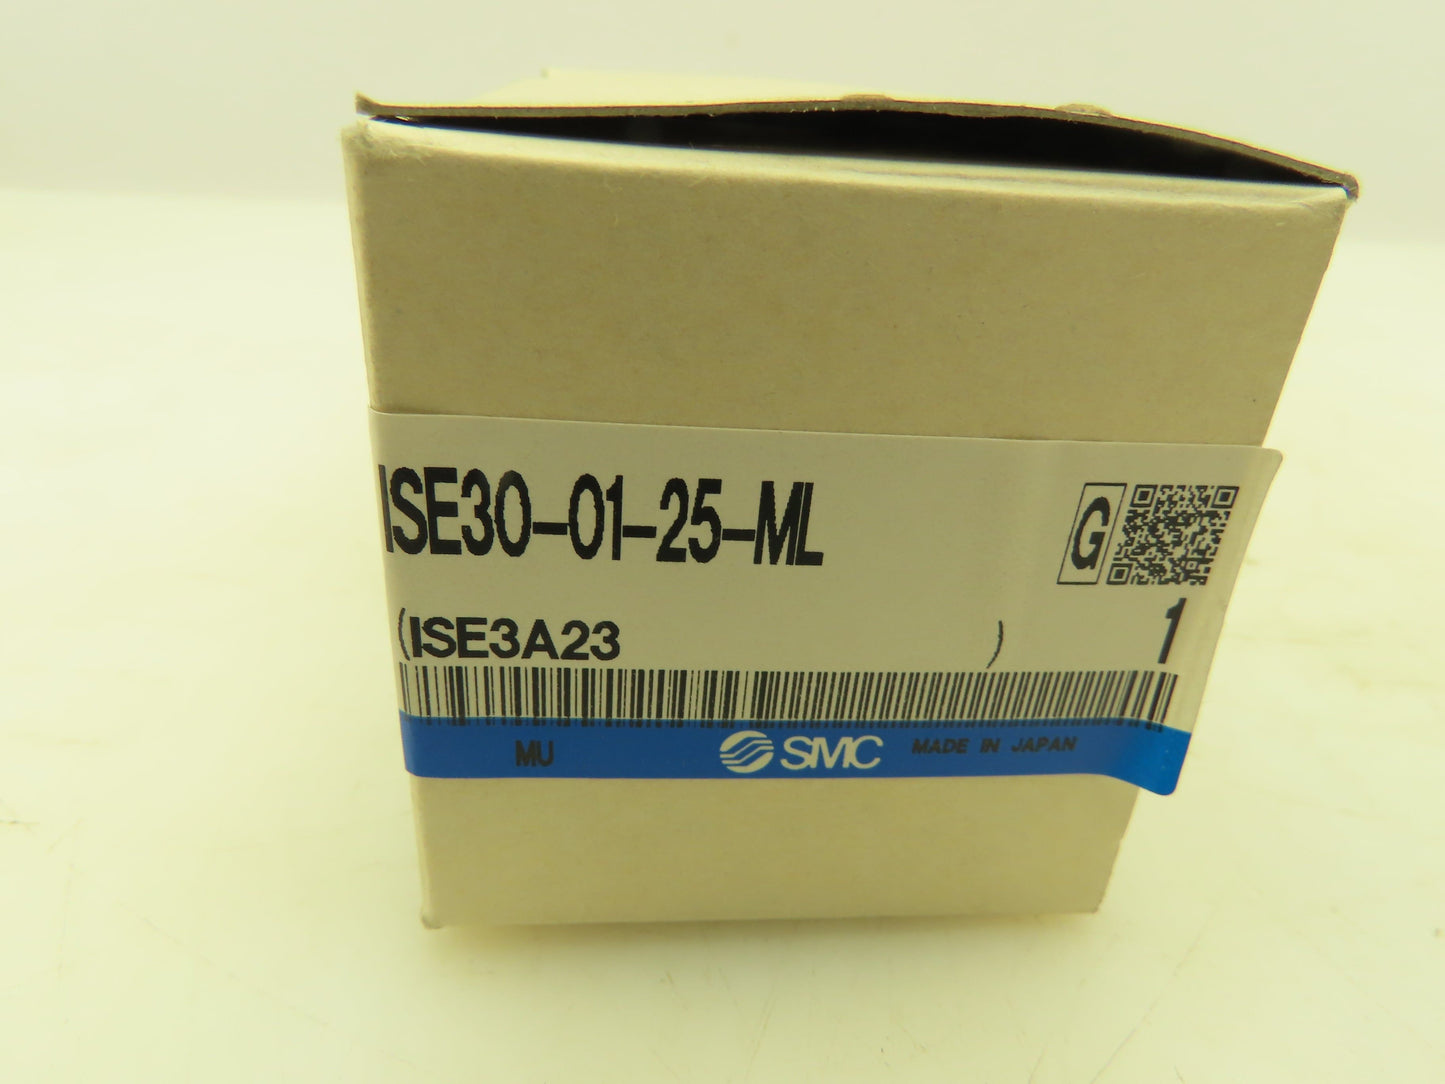 ISE30-01-25-ML
G
(ISE3A23 )
1
MU SMC MADE IN JAPAN